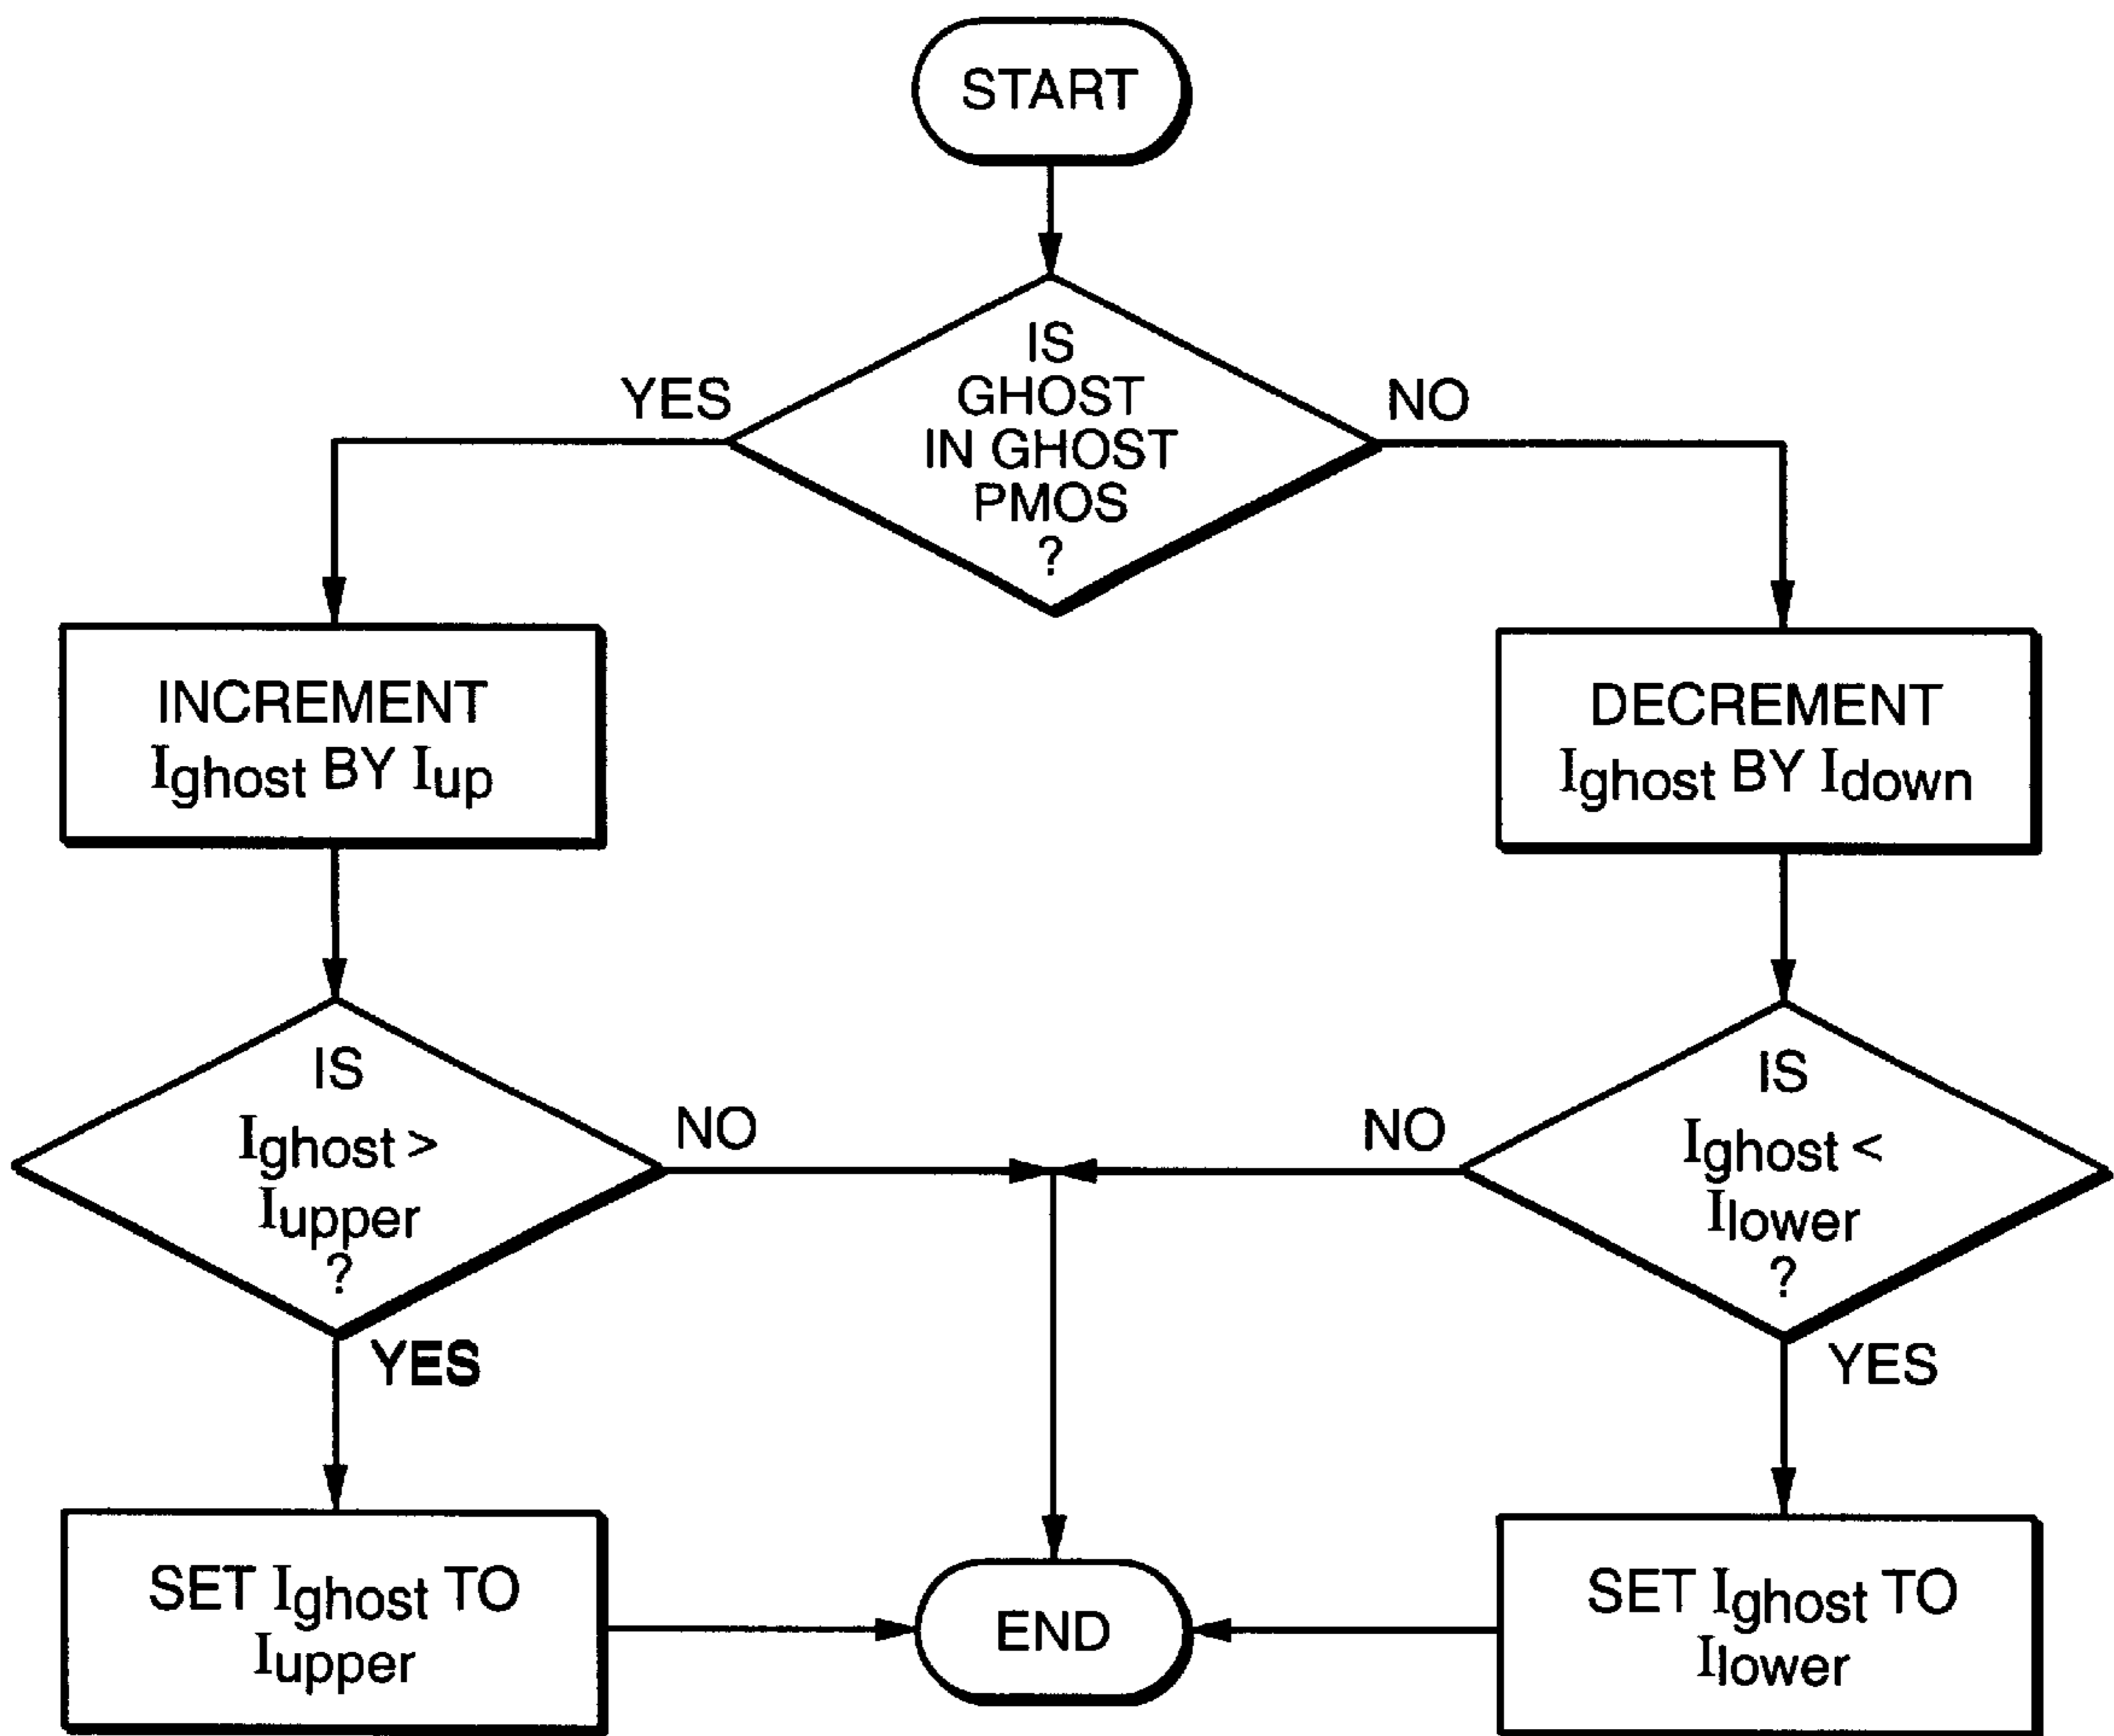 START
IS
GHOST
IN GHOST
PMOS
?
YES
NO
INCREMENT
Ighost BY Iup
DECREMENT
Ighost BY Idown
IS
Ighost >
Iupper
?
NO
YES
IS
Ighost <
Ilower
?
NO
YES
SET Ighost TO
Iupper
END
SET Ighost TO
Ilower